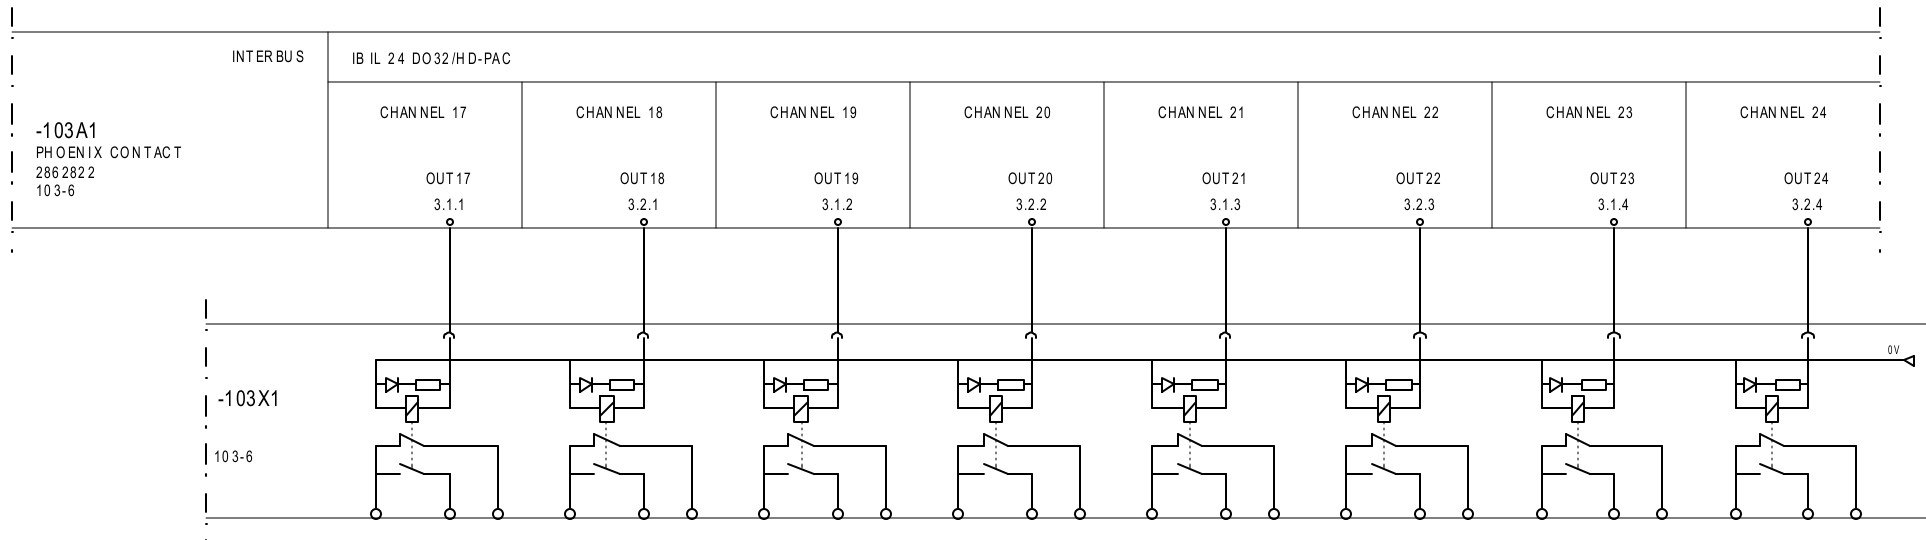 INTERBUS
IB IL 24 DO32/HD-PAC
-103A1
PHOENIX CONTACT
2862822
103-6
CHANNEL 17
OUT17
3.1.1
CHANNEL 18
OUT18
3.2.1
CHANNEL 19
OUT19
3.1.2
CHANNEL 20
OUT20
3.2.2
CHANNEL 21
OUT21
3.1.3
CHANNEL 22
OUT22
3.2.3
CHANNEL 23
OUT23
3.1.4
CHANNEL 24
OUT24
3.2.4
0V
-103X1
103-6